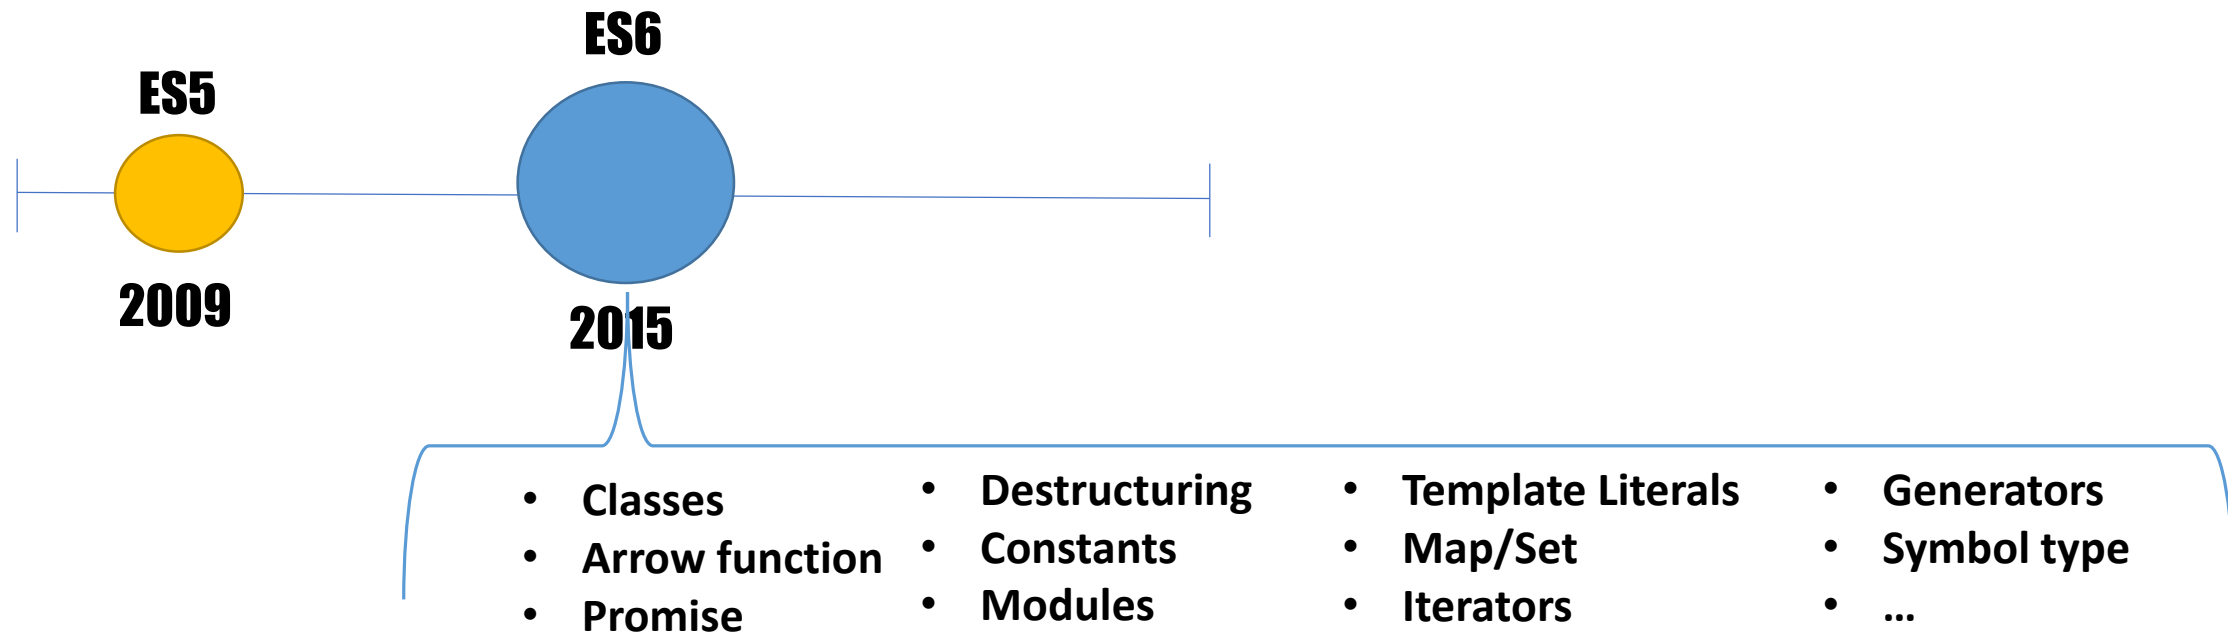 ES6
ES5
2009
2015
• Classes
• Arrow function
• Promise
• Destructuring
• Constants
• Modules
• Template Literals
• Map/Set
• Iterators
• Generators
• Symbol type
• …